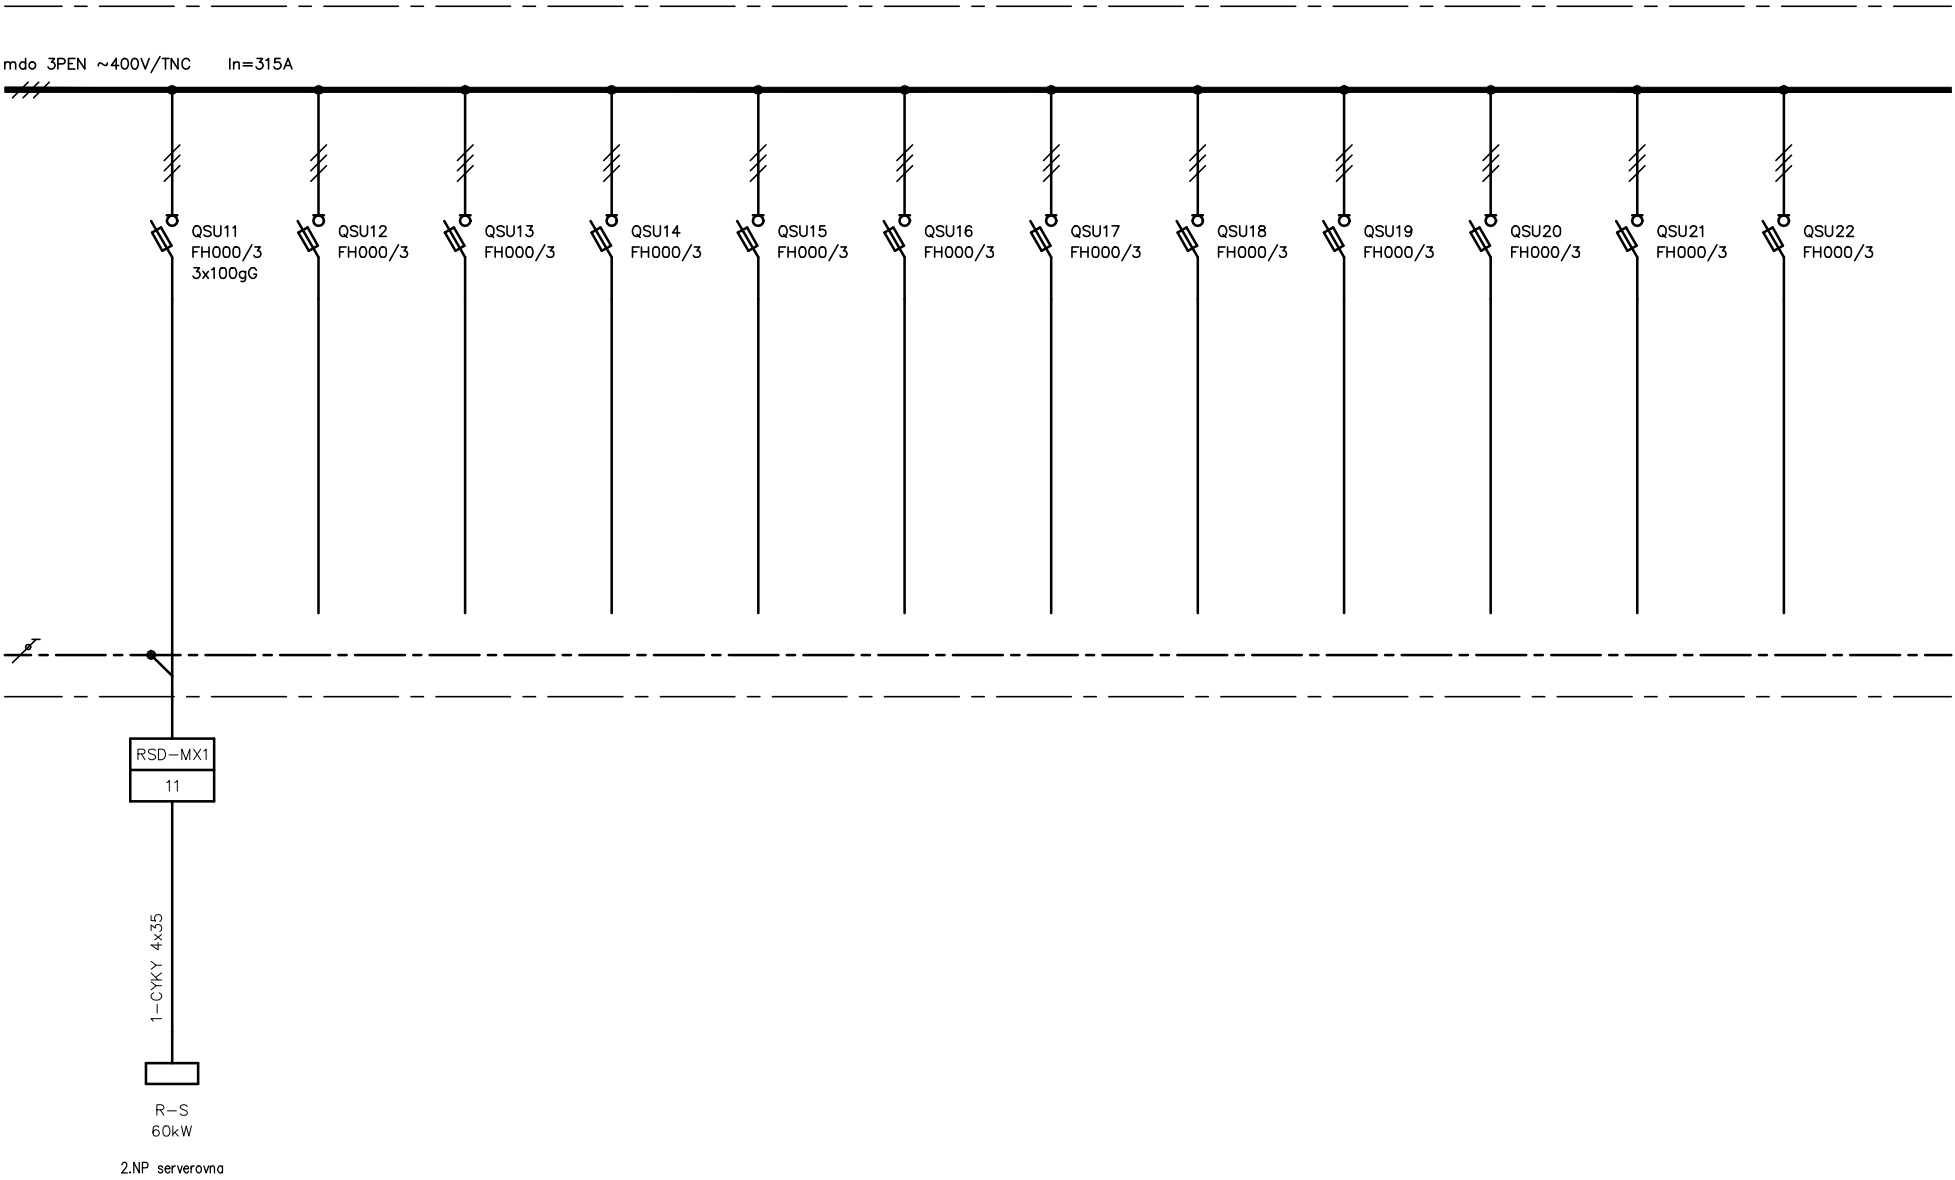 mdo 3PEN ~400V/TNC In=315A
QSU11
FH000/3
3x100gG
QSU12
FH000/3
QSU13
FH000/3
QSU14
FH000/3
QSU15
FH000/3
QSU16
FH000/3
QSU17
FH000/3
QSU18
FH000/3
QSU19
FH000/3
QSU20
FH000/3
QSU21
FH000/3
QSU22
FH000/3
RSD-MX1
11
1-CYKY 4x35
R-S
60kW
2.NP serverovna